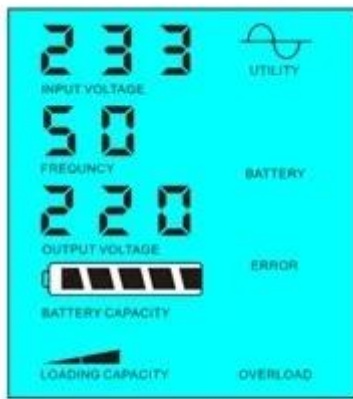 233
INPUT VOLTAGE
UTILITY
50
FREQUNCY
BATTERY
220
OUTPUT VOLTAGE
ERROR
BATTERY CAPACITY
LOADING CAPACITY
OVERLOAD